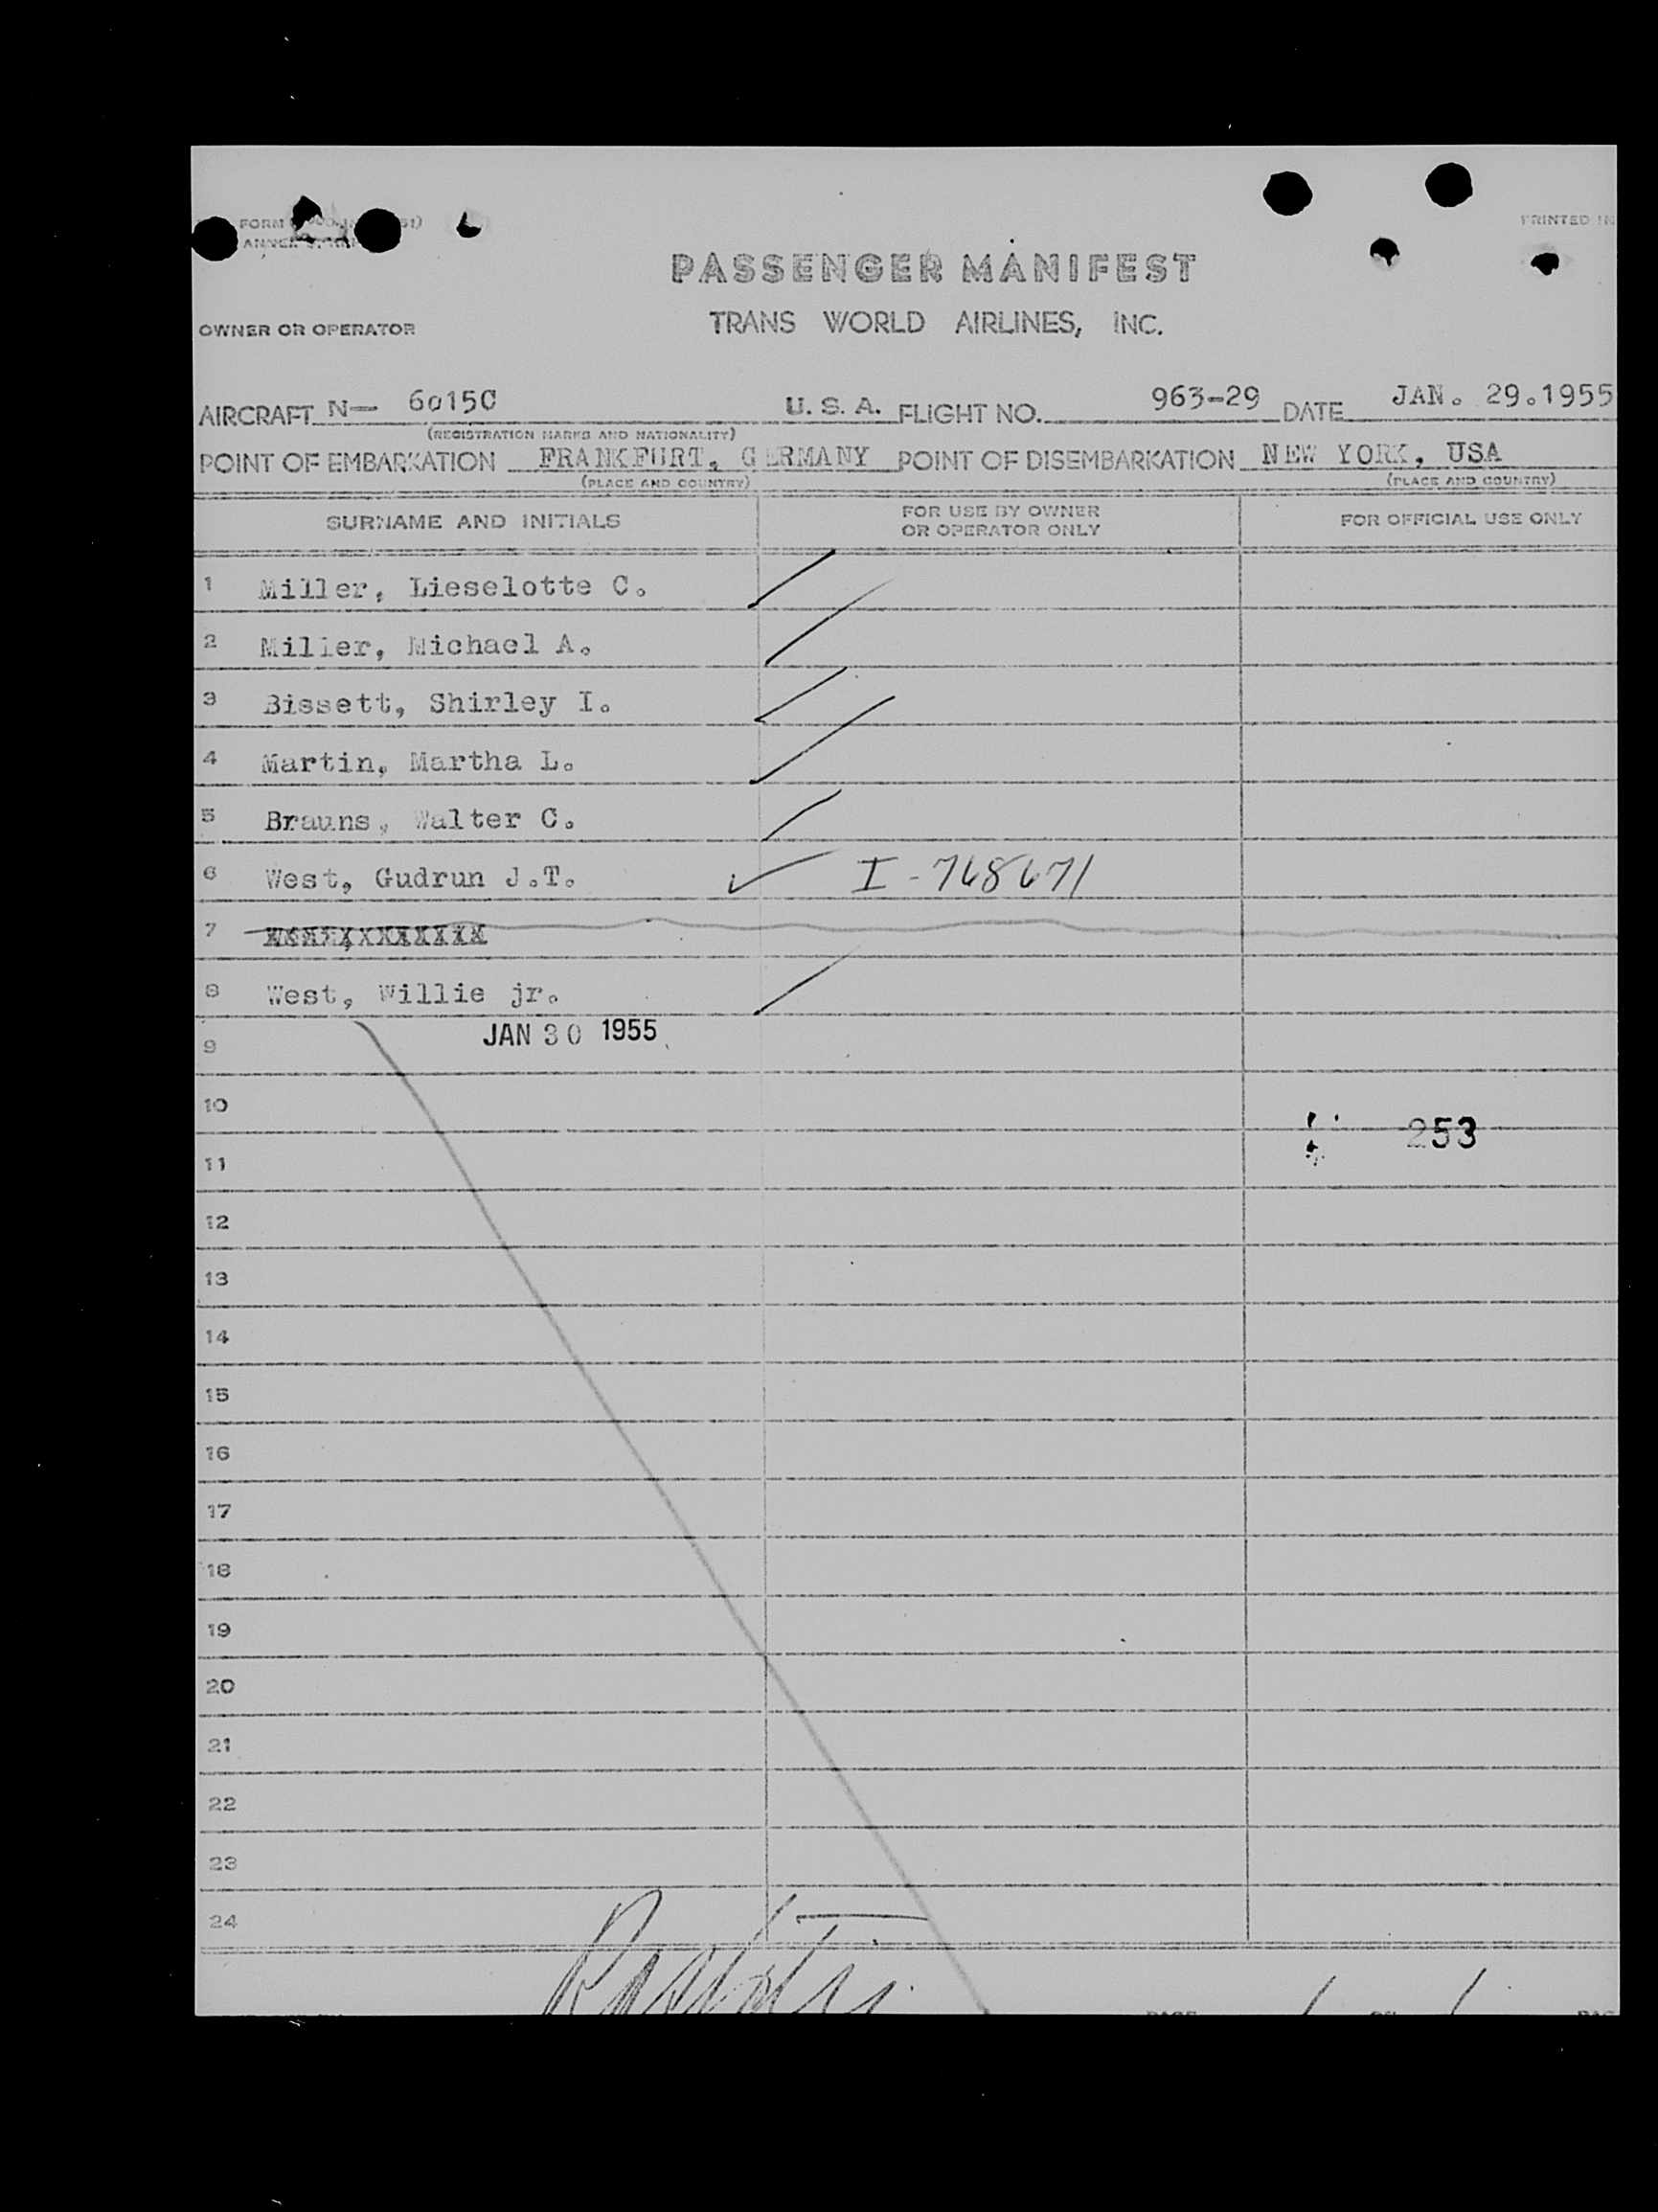 FORM
PRINTED IN
PASSENGER MANIFEST
OWNER OR OPERATOR
TRANS WORLD AIRLINES, INC.
AIRCRAFT N— 6015C U. S. A. FLIGHT NO. 963-29 DATE JAN. 29.1955
(REGISTRATION MARKS AND NATIONALITY)
POINT OF EMBARKATION FRANKFURT, GERMANY POINT OF DISEMBARKATION NEW YORK, USA
(PLACE AND COUNTRY) (PLACE AND COUNTRY)
SURNAME AND INITIALS FOR USE BY OWNER OR OPERATOR ONLY FOR OFFICIAL USE ONLY
1 Miller, Lieselotte C.
2 Miller, Michael A.
3 Bissett, Shirley I.
4 Martin, Martha L.
5 Brauns, Walter C.
6 West, Gudrun J.T. I-768671
7
8 West, Willie jr.
JAN 30 1955
9
10
253
11
12
13
14
15
16
17
18
19
20
21
22
23
24